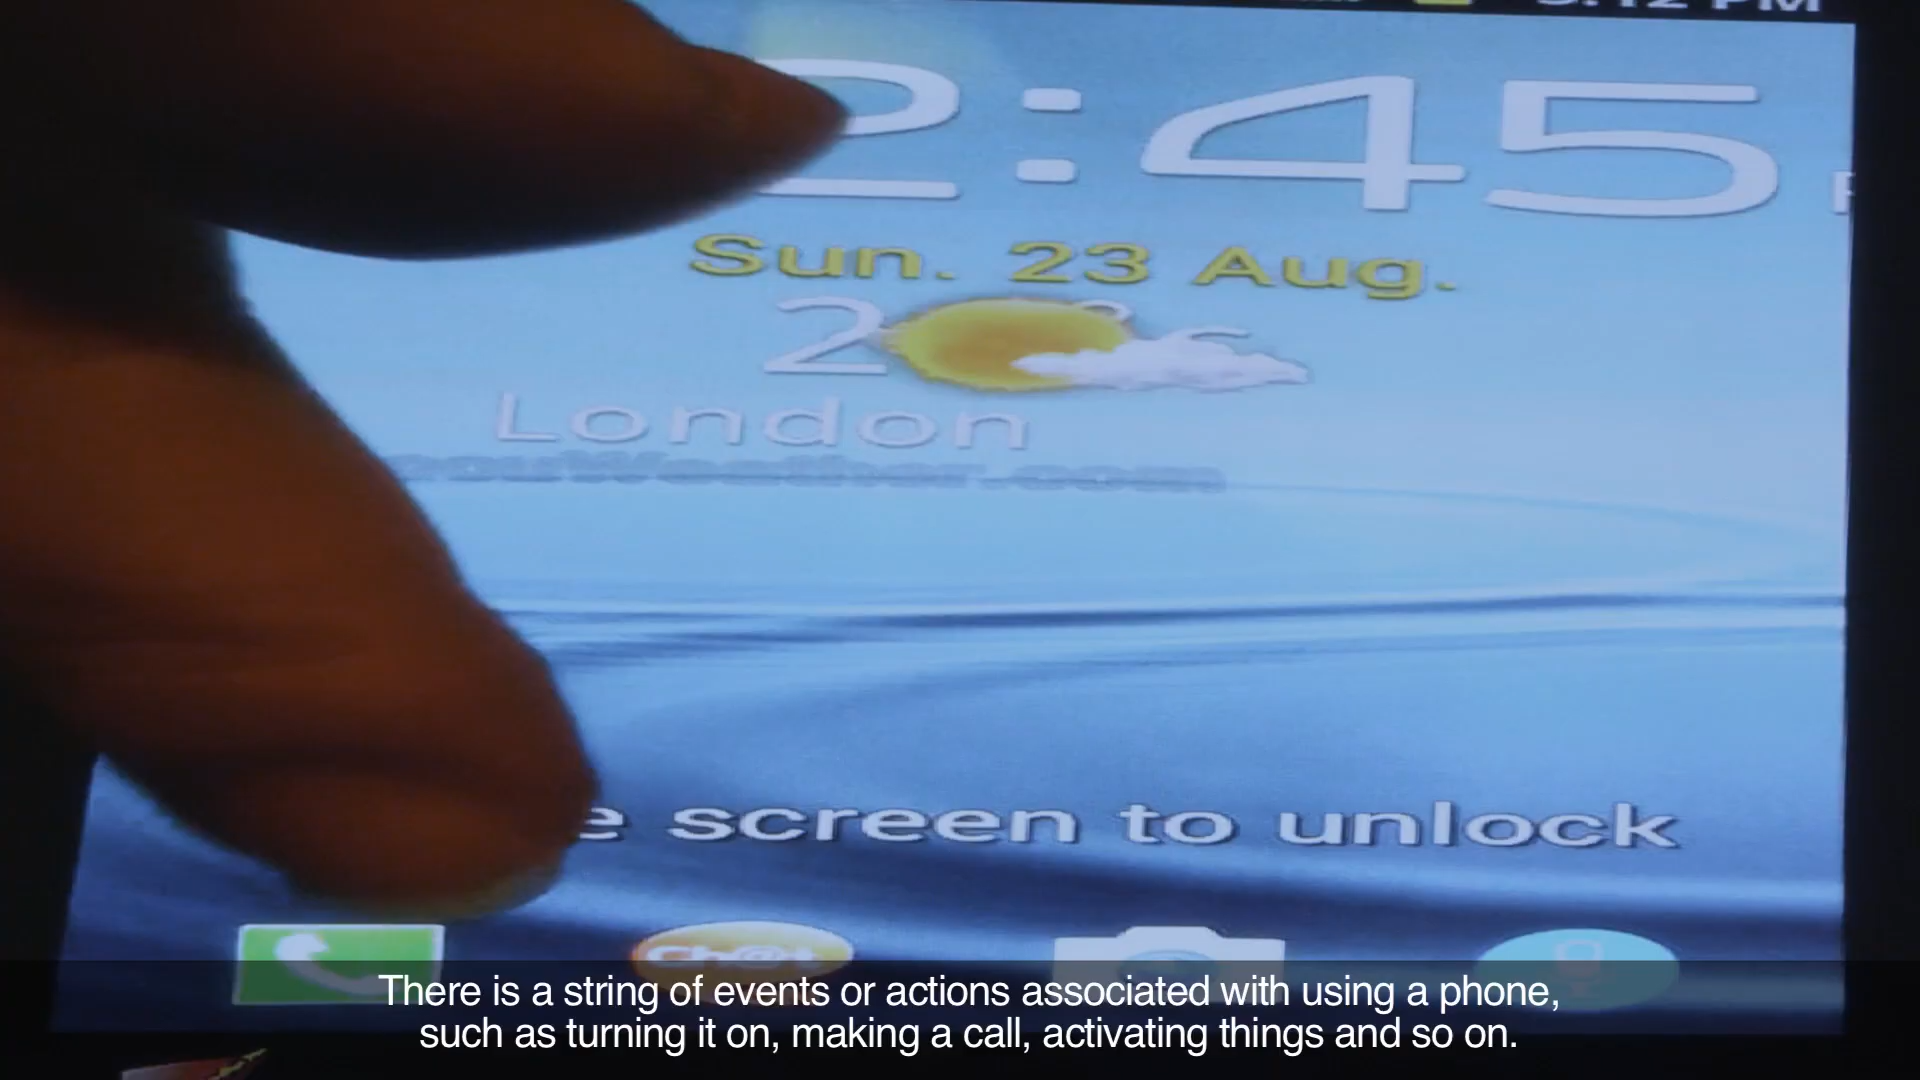 2:45
Sun. 23 Aug.
London
screen to unlock
Ch@t
There is a string of events or actions associated with using a phone,
such as turning it on, making a call, activating things and so on.